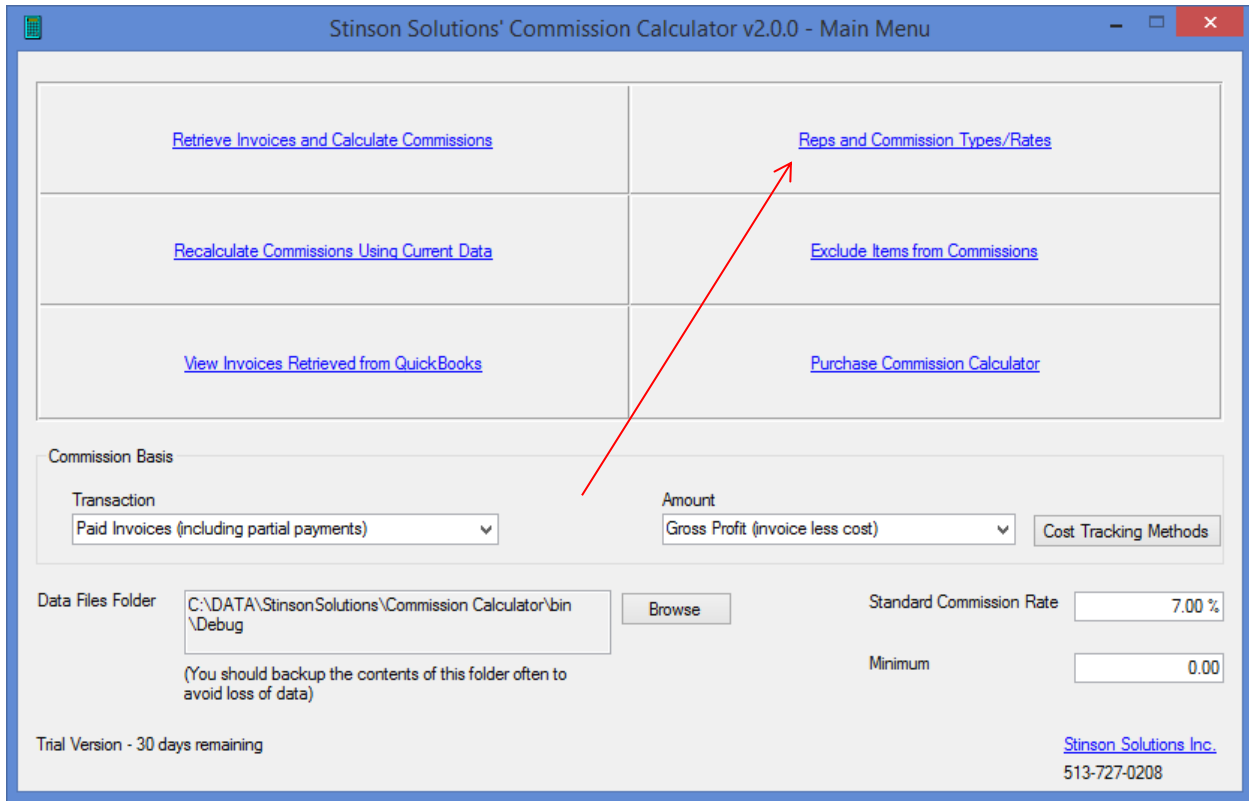 Stinson Solutions' Commission Calculator v2.0.0 - Main Menu
Retrieve Invoices and Calculate Commissions
Reps and Commission Types/Rates
Recalculate Commissions Using Current Data
Exclude Items from Commissions
View Invoices Retrieved from QuickBooks
Purchase Commission Calculator
Commission Basis
Transaction
Amount
Paid Invoices (including partial payments)
Gross Profit (invoice less cost)
Cost Tracking Methods
Data Files Folder
C:\DATA\StinsonSolutions\Commission Calculator\bin
\Debug
Browse
Standard Commission Rate
7.00 %
(You should backup the contents of this folder often to
avoid loss of data)
Minimum
0.00
Trial Version - 30 days remaining
Stinson Solutions Inc.
513-727-0208